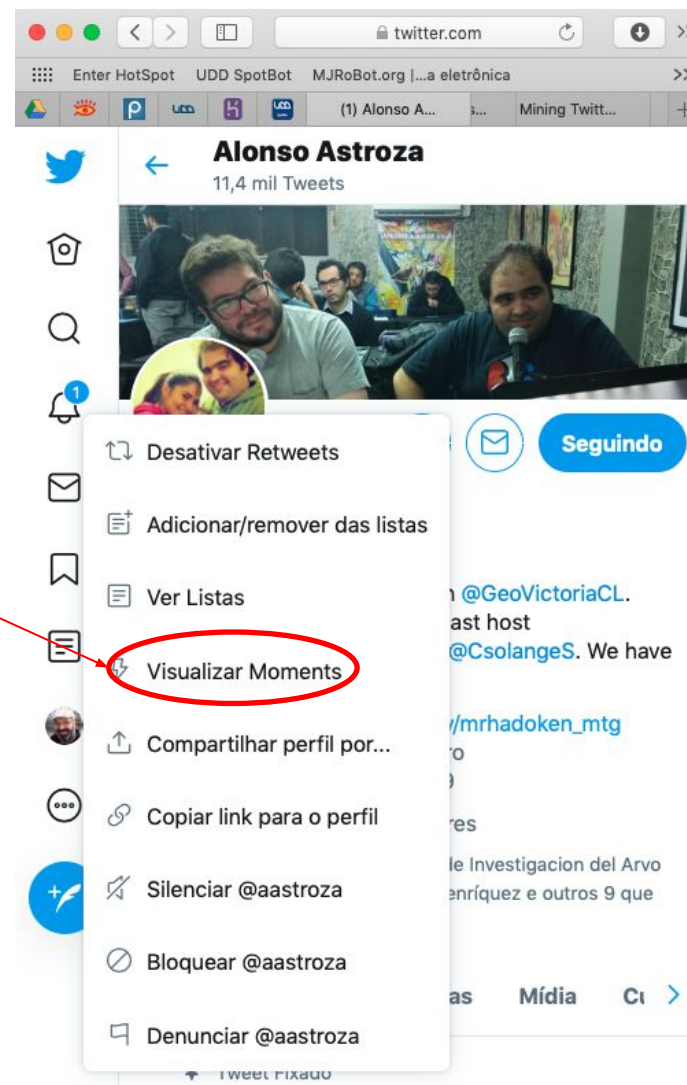 twitter.com
Enter HotSpot UDD SpotBot MJRoBot.org |...a eletrônica
(1) Alonso A... s... Mining Twitt...
Alonso Astroza
11,4 mil Tweets
1
Seguindo
Desativar Retweets
Adicionar/remover das listas
Ver Listas
@GeoVictoriaCL.
ast host
@CsolangeS. We have
Visualizar Moments
/mrhadoken_mtg
Compartilhar perfil por...
Copiar link para o perfil
res
de Investigacion del Arvo
enríquez e outros 9 que
Silenciar @aastroza
Bloquear @aastroza
as Mídia Cu
Denunciar @aastroza
Tweet Fixado